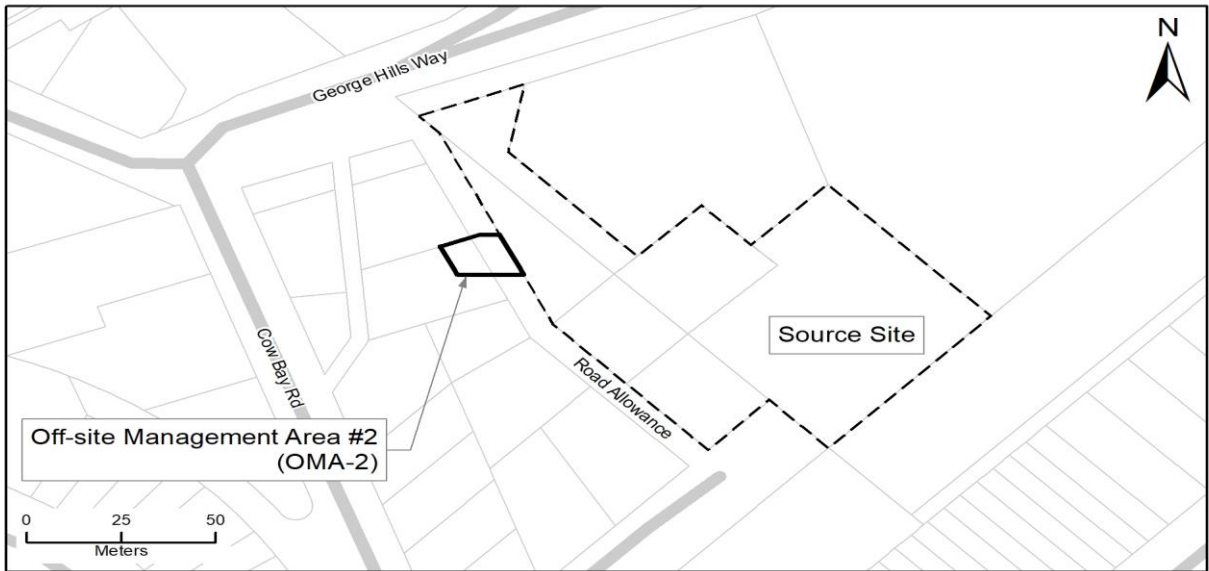 N
George Hills Way
Source Site
Cow Bay Rd
Road Allowance
Off-site Management Area #2
(OMA-2)
0 25 50
Meters